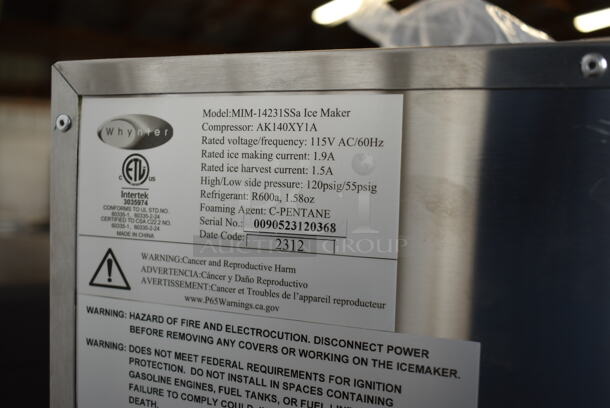 Model:MIM-14231SSa Ice Maker
Compressor: AK140XY1A
Rated voltage/frequency: 115V AC/60Hz
Rated ice making current: 1.9A
Rated ice harvest current: 1.5A
High/Low side pressure: 120psig/55psig
Refrigerant: R600a, 1.58oz
Foaming Agent: C-PENTANE
Serial No.: 0090523120368
Date Code: 2312
Whynter
ETL
C US
Intertek
3035974
CONFORMS TO UL STD.NO.
60335-1, 60335-2-24
CERTIFIED TO CSA C22.2 NO.
60335-1, 60335-2-24
MADE IN CHINA
AUCTION GROUP
WARNING:Cancer and Reproductive Harm
ADVERTENCIA:Cáncer y Daño Reproductivo
AVERTISSEMENT:Cancer et Troubles de l'appareil reproducteur
www.P65Warnings.ca.gov
WARNING: HAZARD OF FIRE AND ELECTROCUTION. DISCONNECT POWER
BEFORE REMOVING ANY COVERS OR WORKING ON THE ICEMAKER.
WARNING: DOES NOT MEET FEDERAL REQUIREMENTS FOR IGNITION
PROTECTION. DO NOT INSTALL IN SPACES CONTAINING
GASOLINE ENGINES, FUEL TANKS, OR FUEL
FAILURE TO COMPLY
DEATH.